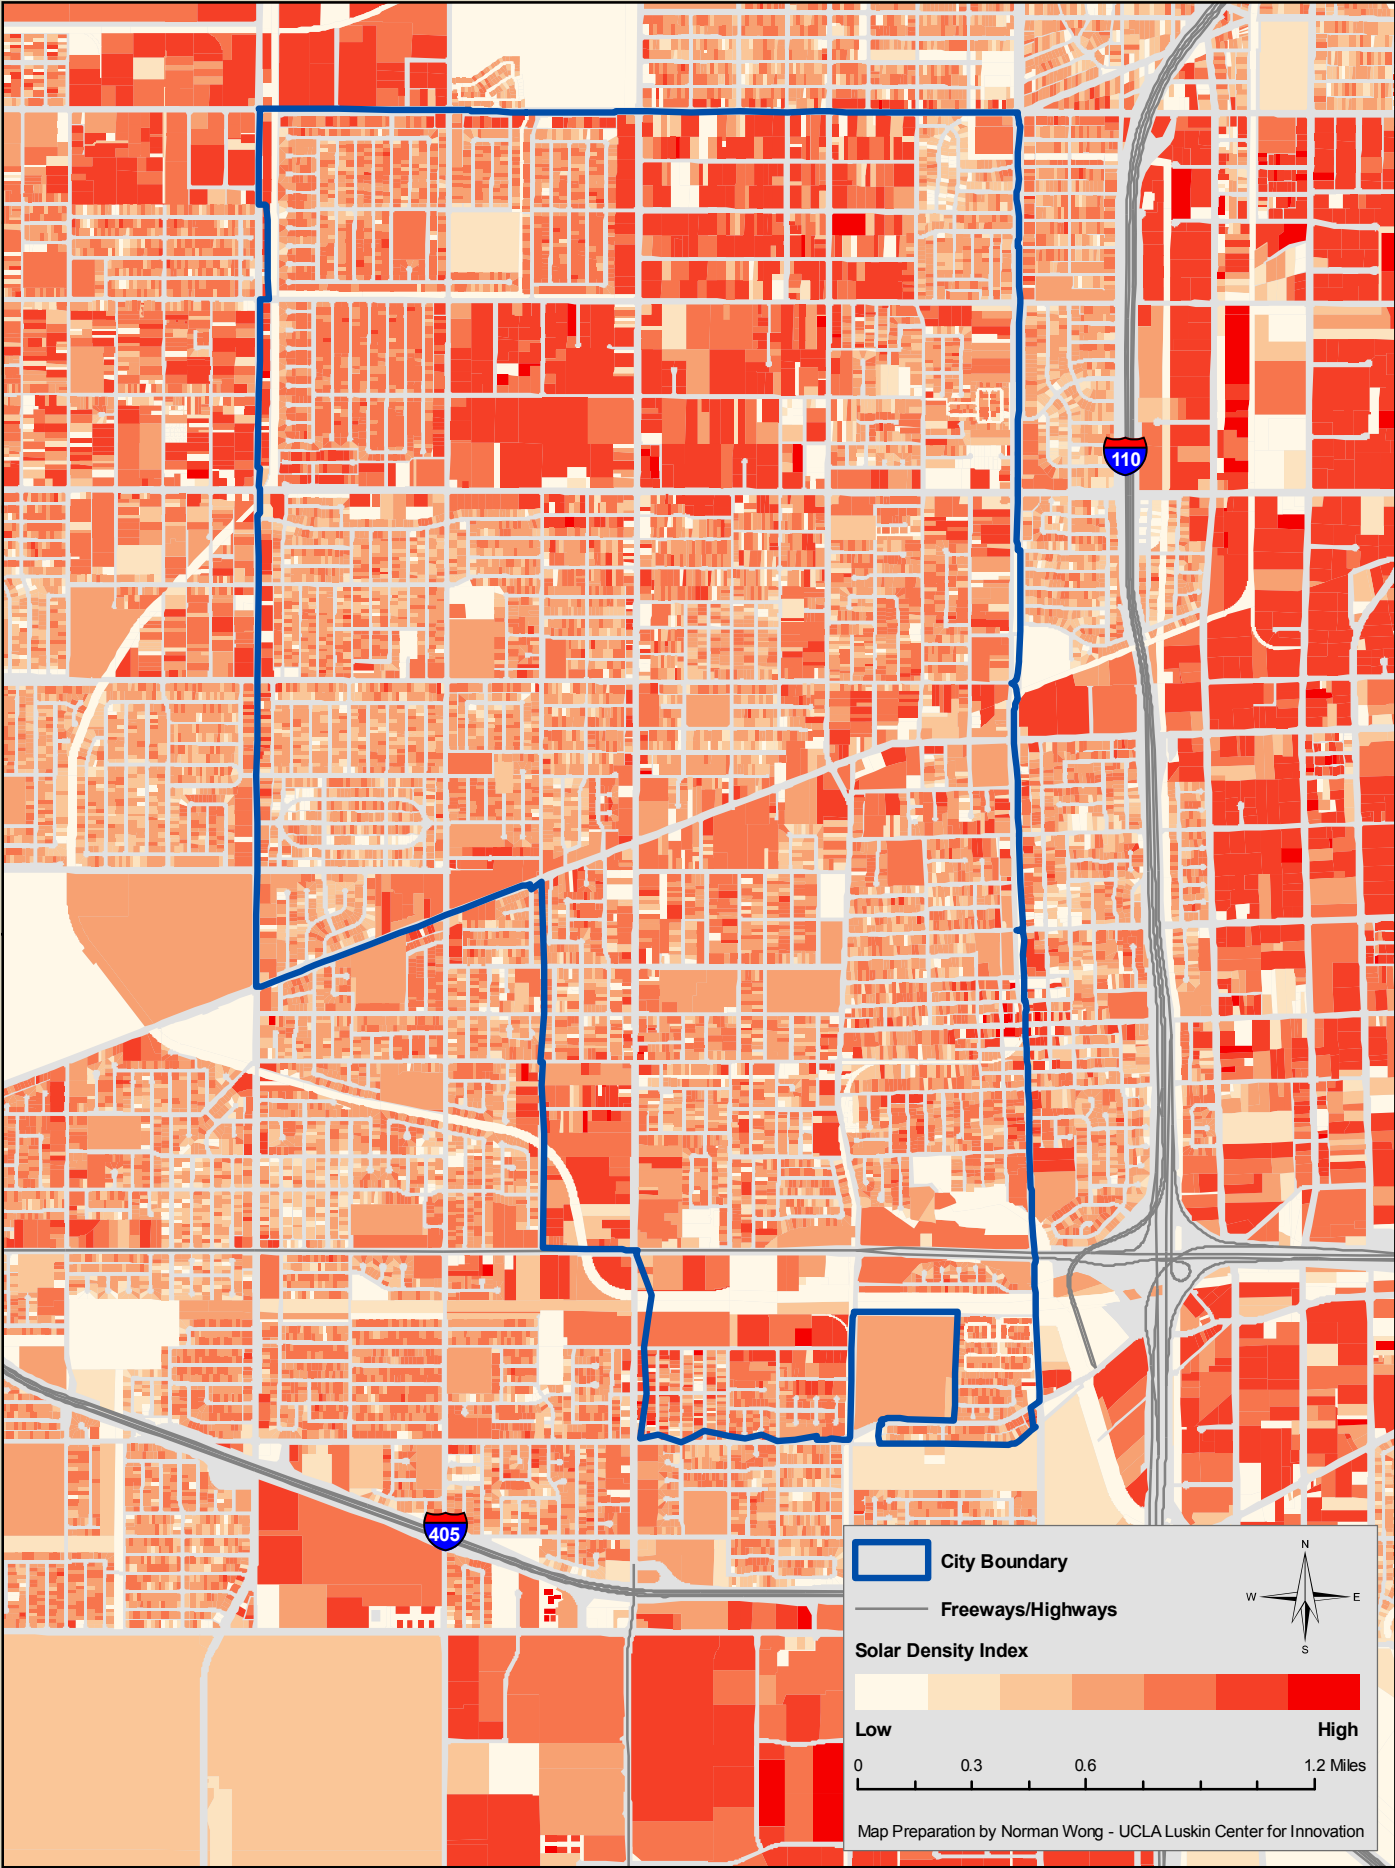 110
405
City Boundary
Freeways/Highways
N
W E
S
Solar Density Index
Low High
0 0.3 0.6 1.2 Miles
Map Preparation by Norman Wong - UCLA Luskin Center for Innovation